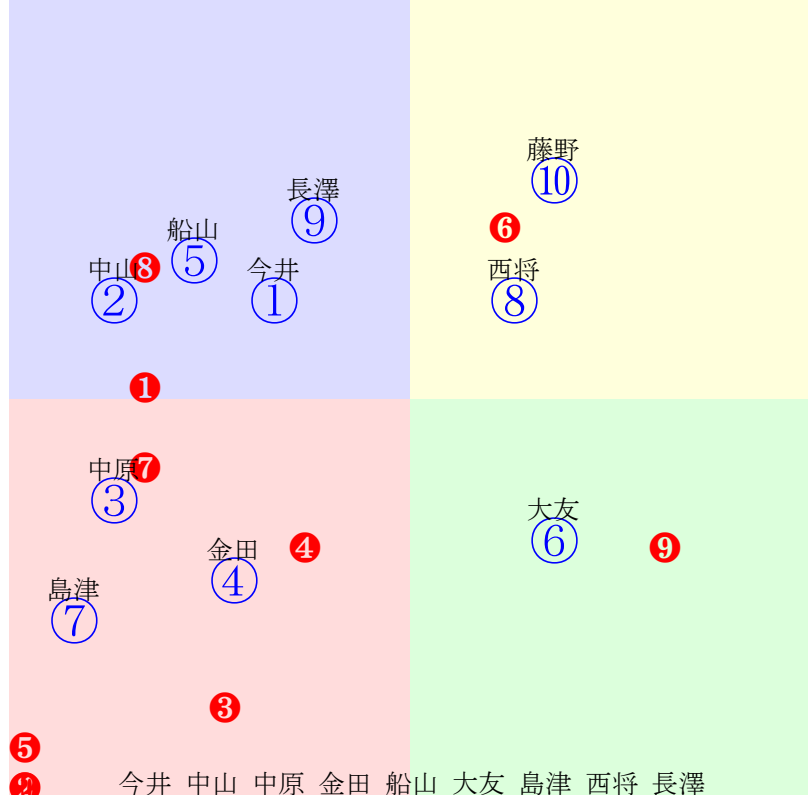 藤野
⑩
長澤
⑨
❻
船山
⑤
中山
❽
②
今井
①
西将
⑧
❶
中原
❼
③
大友
⑥
❾
金田
④
❹
島津
⑦
❸
❺
今井 中山 中原 金田 船山 大友 島津 西将 長澤